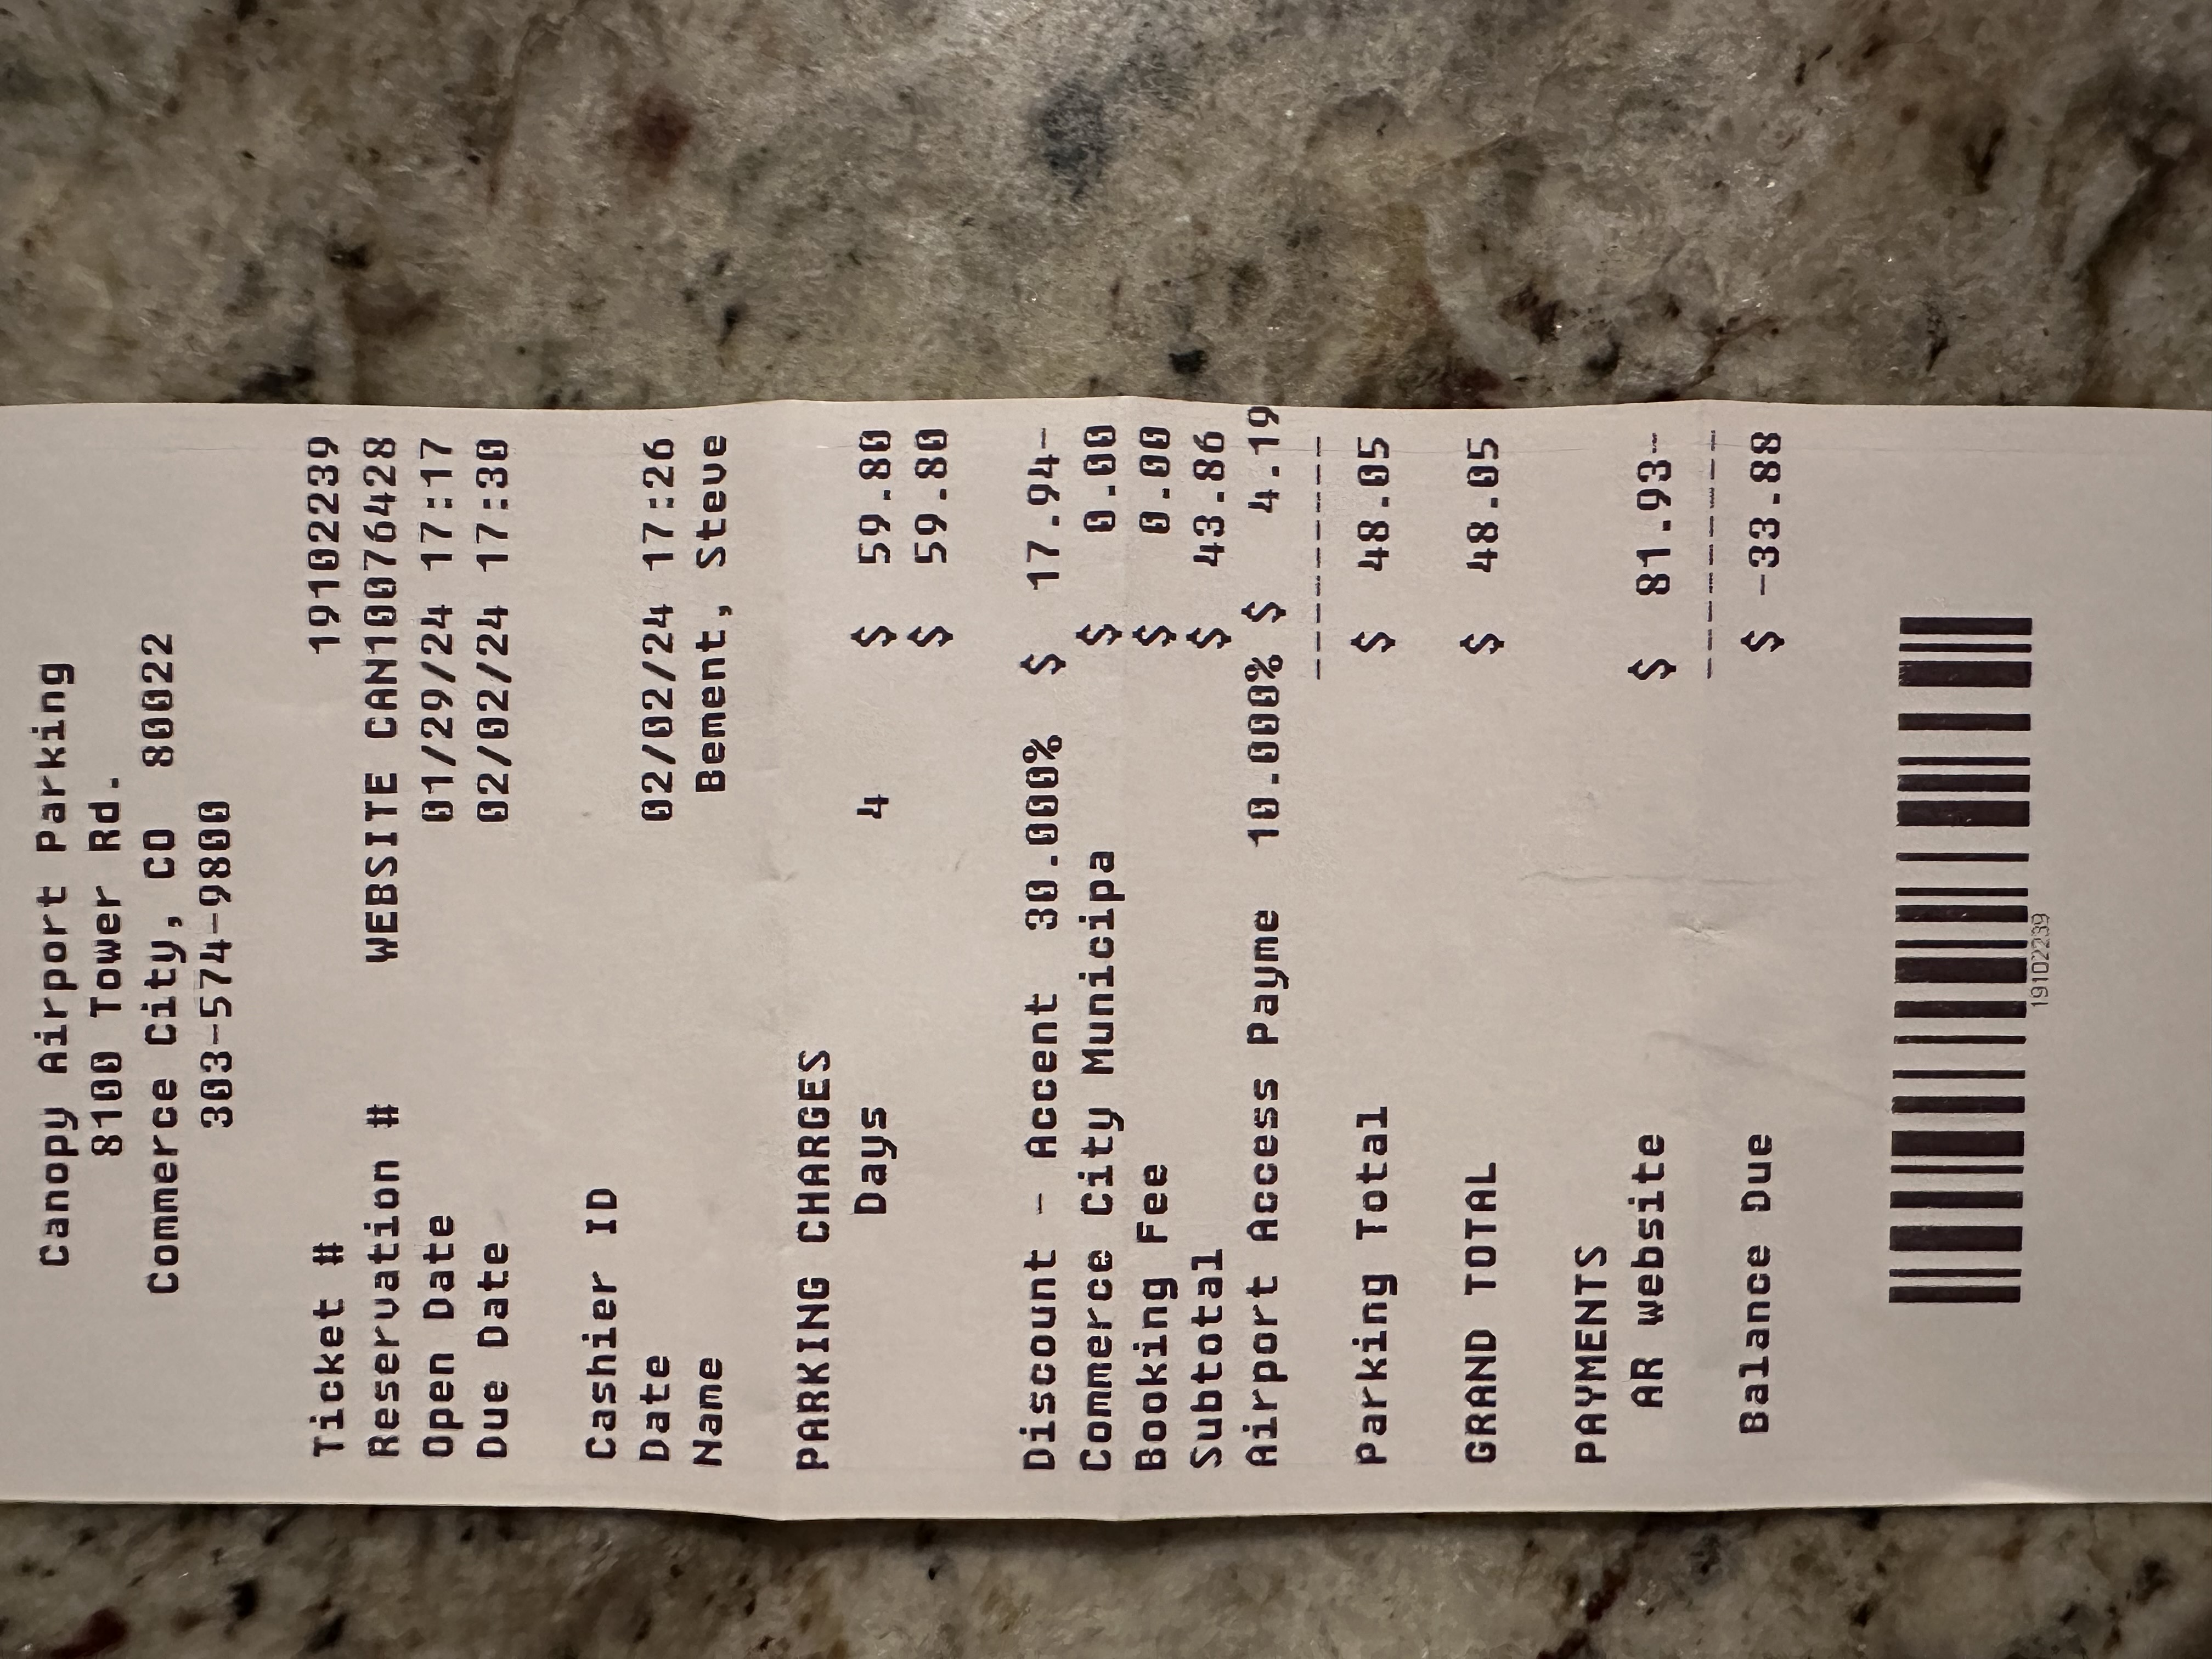 Canopy Airport Parking
8100 Tower Rd.
Commerce City, CO 80022
303-574-9800
Ticket # 19102239
Reservation # WEBSITE CAN10076428
Open Date 01/29/24 17:17
Due Date 02/02/24 17:30
Cashier ID
Date 02/02/24 17:26
Name Bement, Steve
PARKING CHARGES
Days 4 $ 59.80
$ 59.80
Discount - Accent 30.000% $ 17.94-
Commerce City Municipa $ 0.00
Booking Fee $ 0.00
Subtotal $ 43.86
Airport Access Payme 10.000% $ 4.19
---------
Parking Total $ 48.05
GRAND TOTAL $ 48.05
PAYMENTS
AR website $ 81.93-
---------
Balance Due $ -33.88
19102239